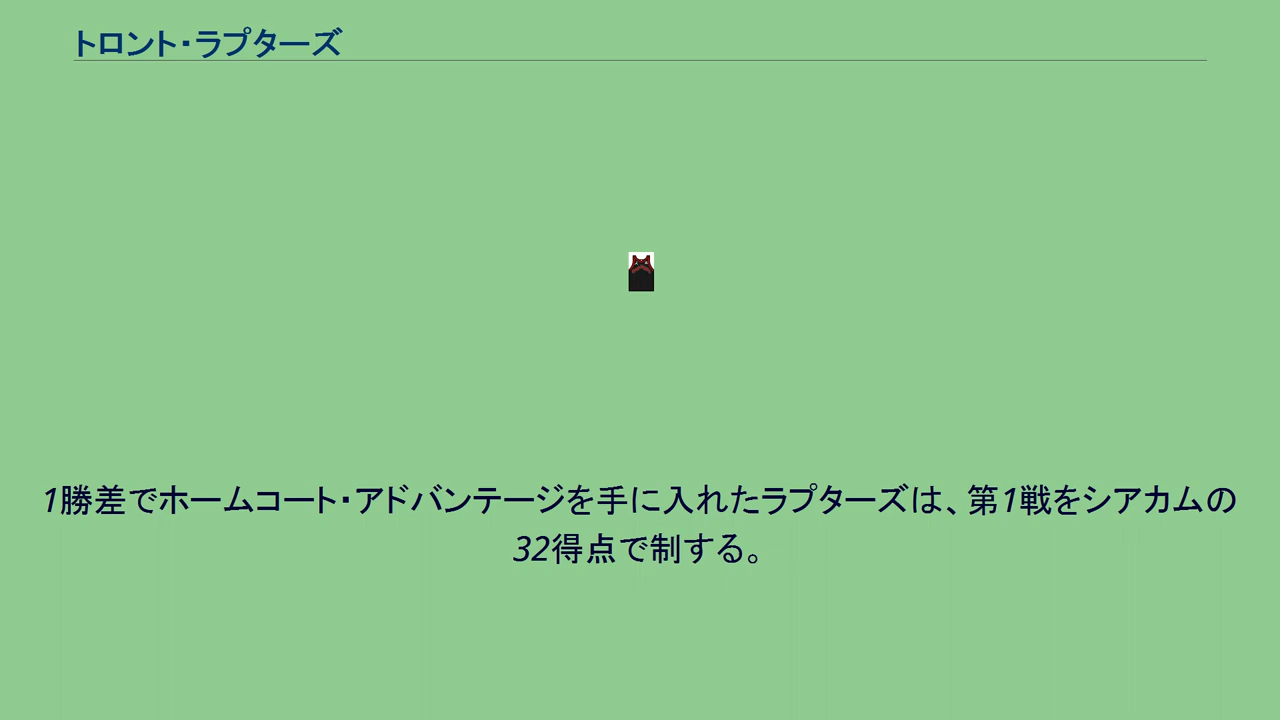 トロント・ラプターズ
1勝差でホームコート・アドバンテージを手に入れたラプターズは、第1戦をシアカムの
32得点で制する。